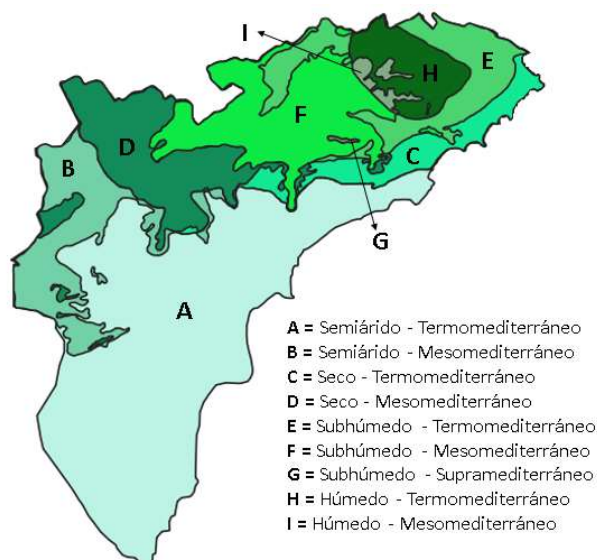 I
H
E
F
D
B
C
G
A
A = Semiárido - Termomediterráneo
B = Semiárido - Mesomediterráneo
C = Seco - Termomediterráneo
D = Seco - Mesomediterráneo
E = Subhúmedo - Termomediterráneo
F = Subhúmedo - Mesomediterráneo
G = Subhúmedo - Supramediterráneo
H = Húmedo - Termomediterráneo
I = Húmedo - Mesomediterráneo